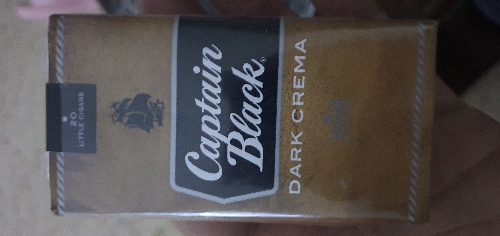 20
LITTLE CIGARS
Captain
Black
DARK CREMA